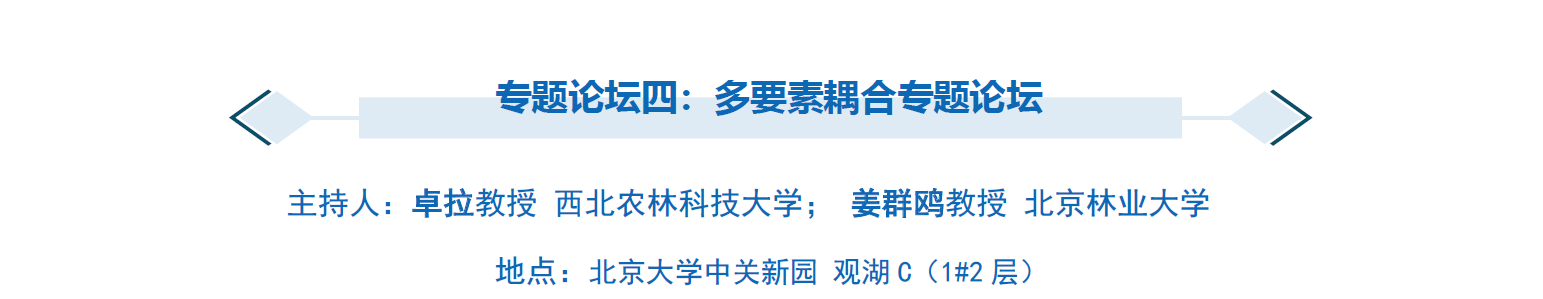 专题论坛四：多要素耦合专题论坛
主持人：卓拉教授 西北农林科技大学； 姜群鸥教授 北京林业大学
地点：北京大学中关新园 观湖 C（1#2 层）